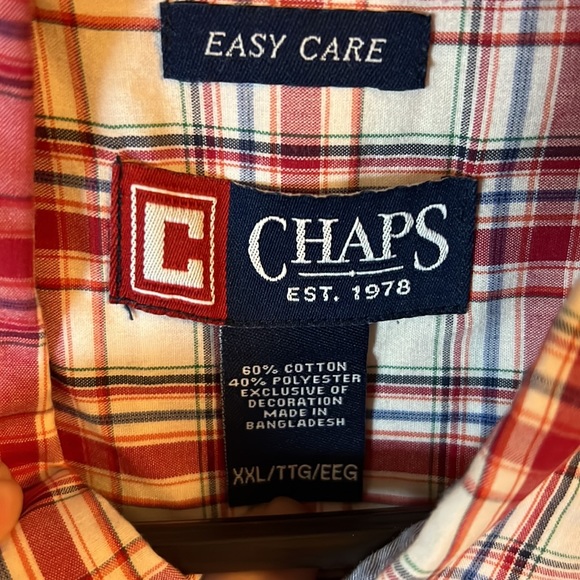 EASY CARE
C
CHAPS
EST. 1978
60% COTTON
40% POLYESTER
EXCLUSIVE OF
DECORATION
MADE IN
BANGLADESH
XXL/TTG/EEG